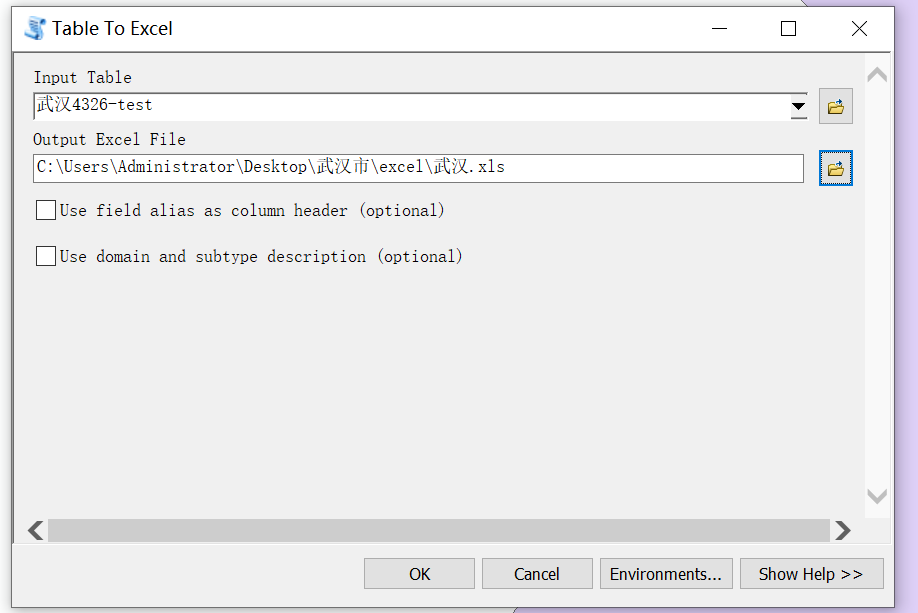 Table To Excel
Input Table
武汉4326-test
Output Excel File
C:\Users\Administrator\Desktop\武汉市\excel\武汉.xls
Use field alias as column header (optional)
Use domain and subtype description (optional)
OK Cancel Environments... Show Help >>